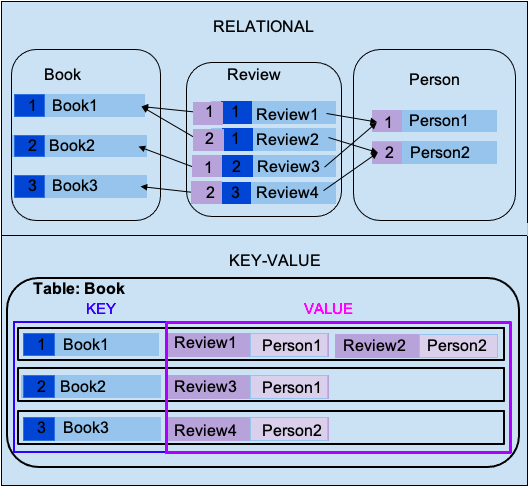 RELATIONAL
Book
1 Book1
2 Book2
3 Book3
Review
1 1 Review1
2 1 Review2
1 2 Review3
2 3 Review4
Person
1 Person1
2 Person2
KEY-VALUE
Table: Book
KEY VALUE
1 Book1 Review1 Person1 Review2 Person2
2 Book2 Review3 Person1
3 Book3 Review4 Person2